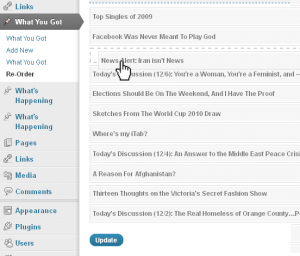 Links
What You Got
What You Got
Add New
What You Got
Re-Order
What's
Happening
What's
Happening
Pages
Links
Media
Comments
Appearance
Plugins
Users
Top Singles of 2009
Facebook Was Never Meant To Play God
News Alert: Iran isn't News
Today's Discussion (12/6): You're a Woman, You're a Feminist, and --
Elections Should Be On The Weekend, And I Have The Proof
Sketches From The World Cup 2010 Draw
Where's my iTab?
Today's Discussion (12/4): An Answer to the Middle East Peace Crisi
A Reason For Afghanistan?
Thirteen Thoughts on the Victoria's Secret Fashion Show
Today's Discussion (12/2): The Real Homeless of Orange County...P
Update